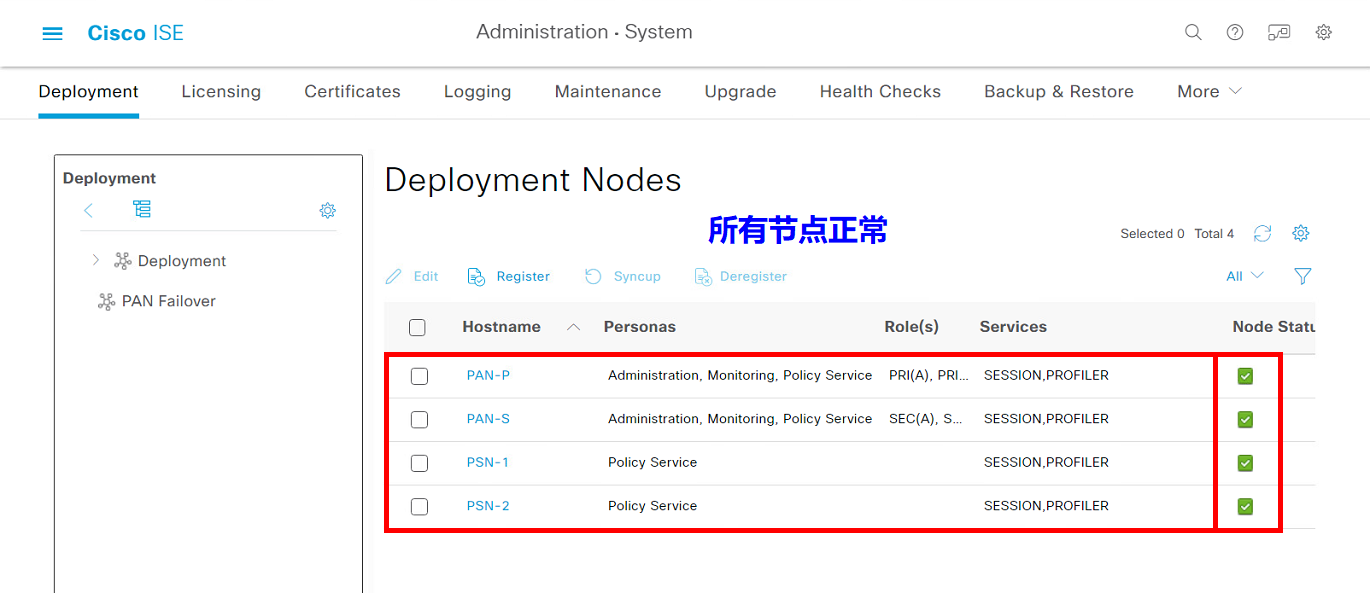 Cisco ISE
Administration · System
Deployment Licensing Certificates Logging Maintenance Upgrade Health Checks Backup & Restore More
Deployment
Deployment
PAN Failover
Deployment Nodes
所有节点正常
Selected 0 Total 4
Edit Register Syncup Deregister All
Hostname Personas Role(s) Services Node Statu
PAN-P Administration, Monitoring, Policy Service PRI(A), PRI... SESSION,PROFILER
PAN-S Administration, Monitoring, Policy Service SEC(A), S... SESSION,PROFILER
PSN-1 Policy Service SESSION,PROFILER
PSN-2 Policy Service SESSION,PROFILER